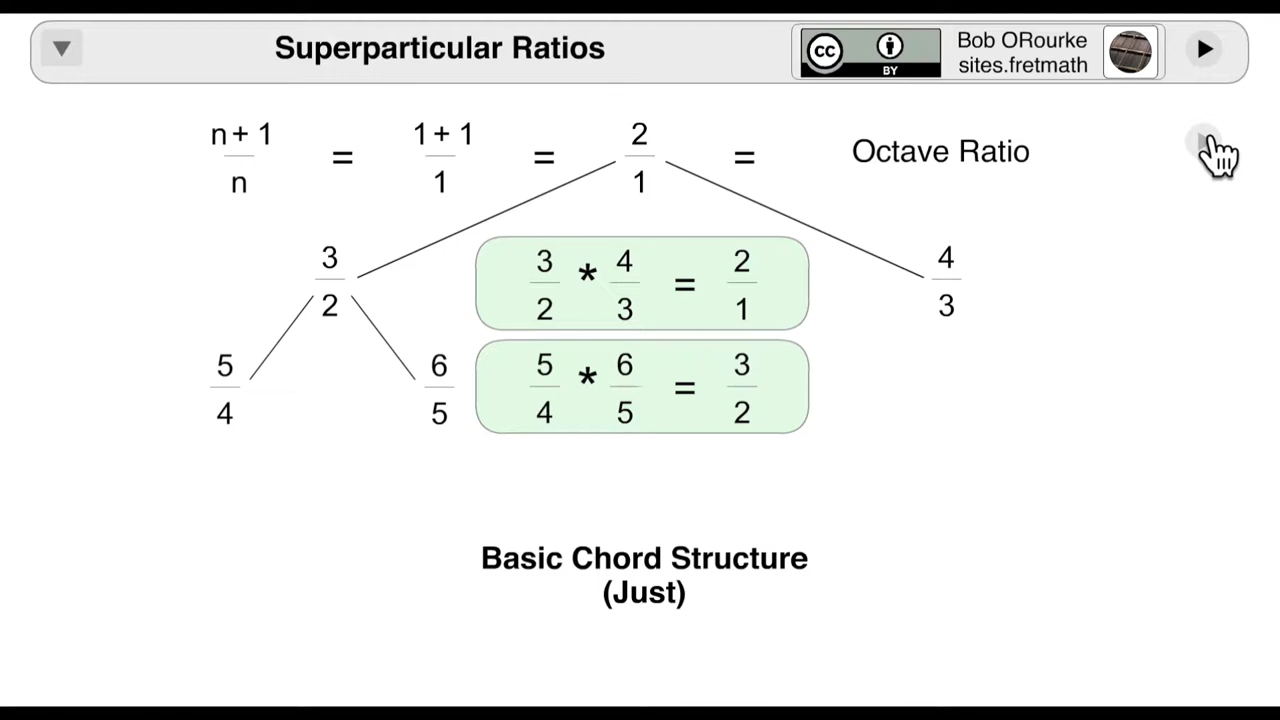 Superparticular Ratios
cc
BY
Bob ORourke
sites.fretmath
n+ 1 1+ 1 2
= = = Octave Ratio
n 1 1
3 3 4 2 4
* =
2 2 3 1 3
5 6 5 6 3
* =
4 5 4 5 2
Basic Chord Structure
(Just)